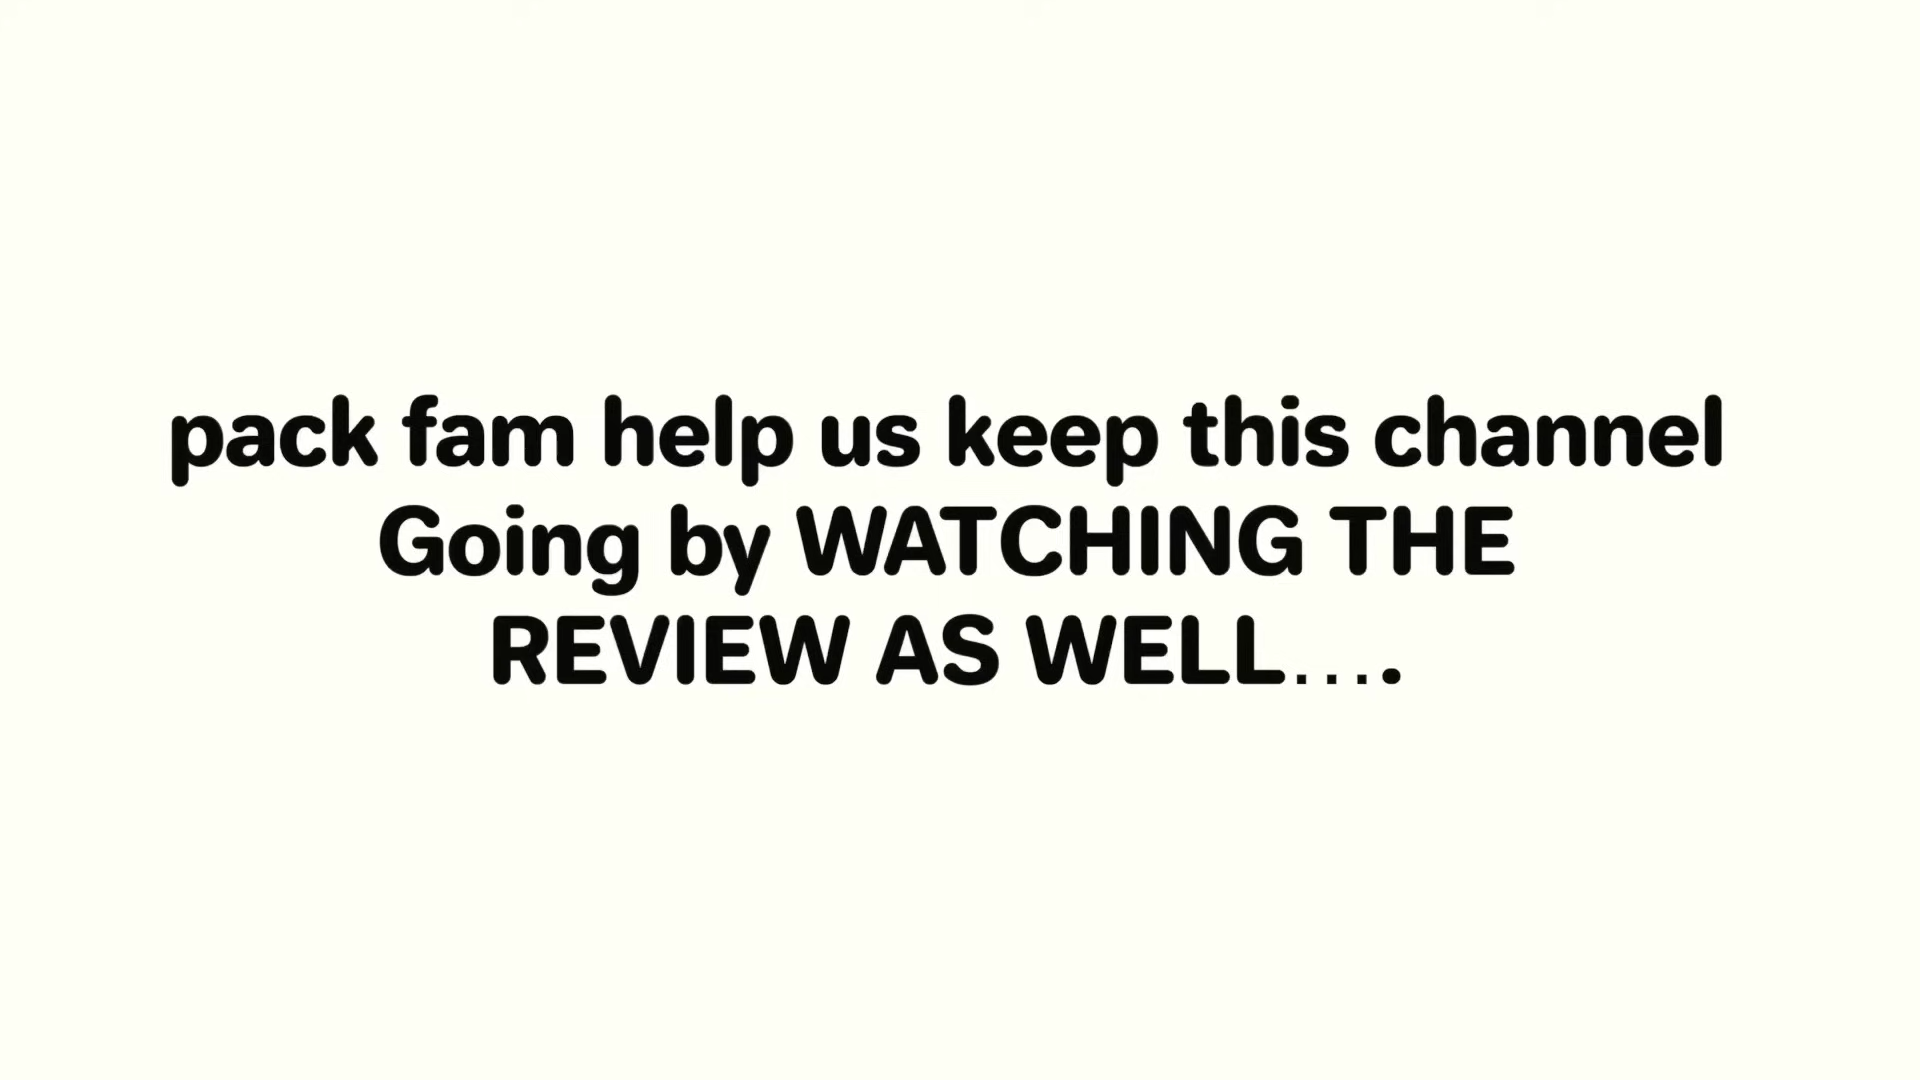 pack fam help us keep this channel
Going by WATCHING THE
REVIEW AS WELL….